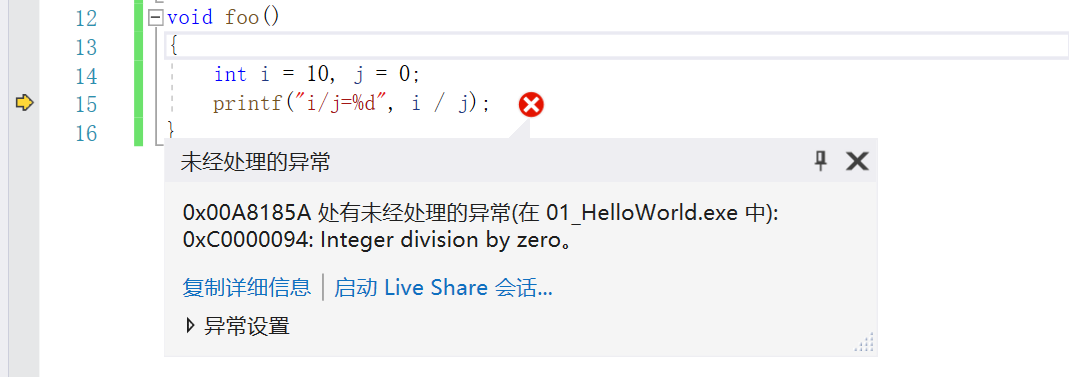 12 void foo()
13 {
14 int i = 10, j = 0;
15 printf("i/j=%d", i / j);
16 }
未经处理的异常
0x00A8185A 处有未经处理的异常(在 01_HelloWorld.exe 中):
0xC0000094: Integer division by zero。
复制详细信息 | 启动 Live Share 会话...
异常设置